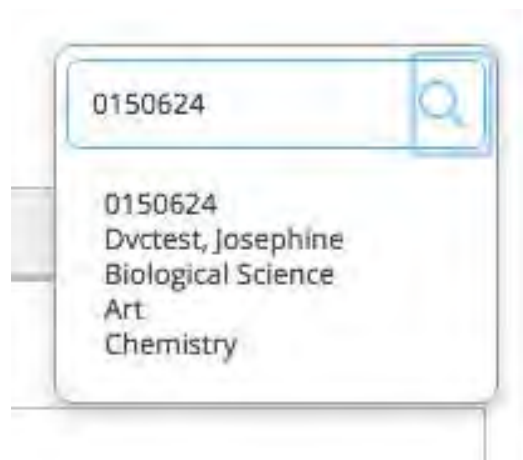 0150624
0150624
Dvctest, Josephine
Biological Science
Art
Chemistry